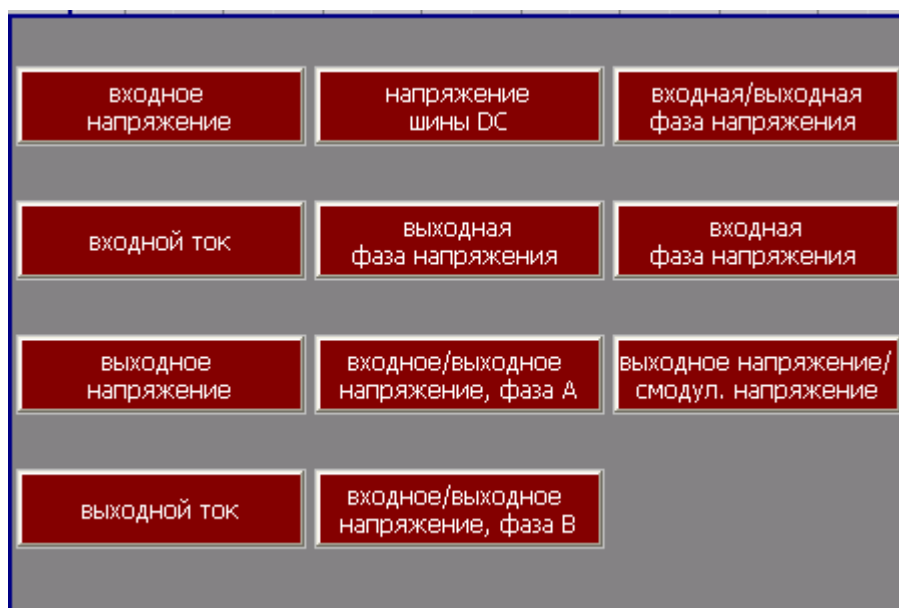 входное
напряжение
напряжение
шины DC
входная/выходная
фаза напряжения
входной ток
выходная
фаза напряжения
входная
фаза напряжения
выходное
напряжение
входное/выходное
напряжение, фаза A
выходное напряжение/
смодул. напряжение
выходной ток
входное/выходное
напряжение, фаза B